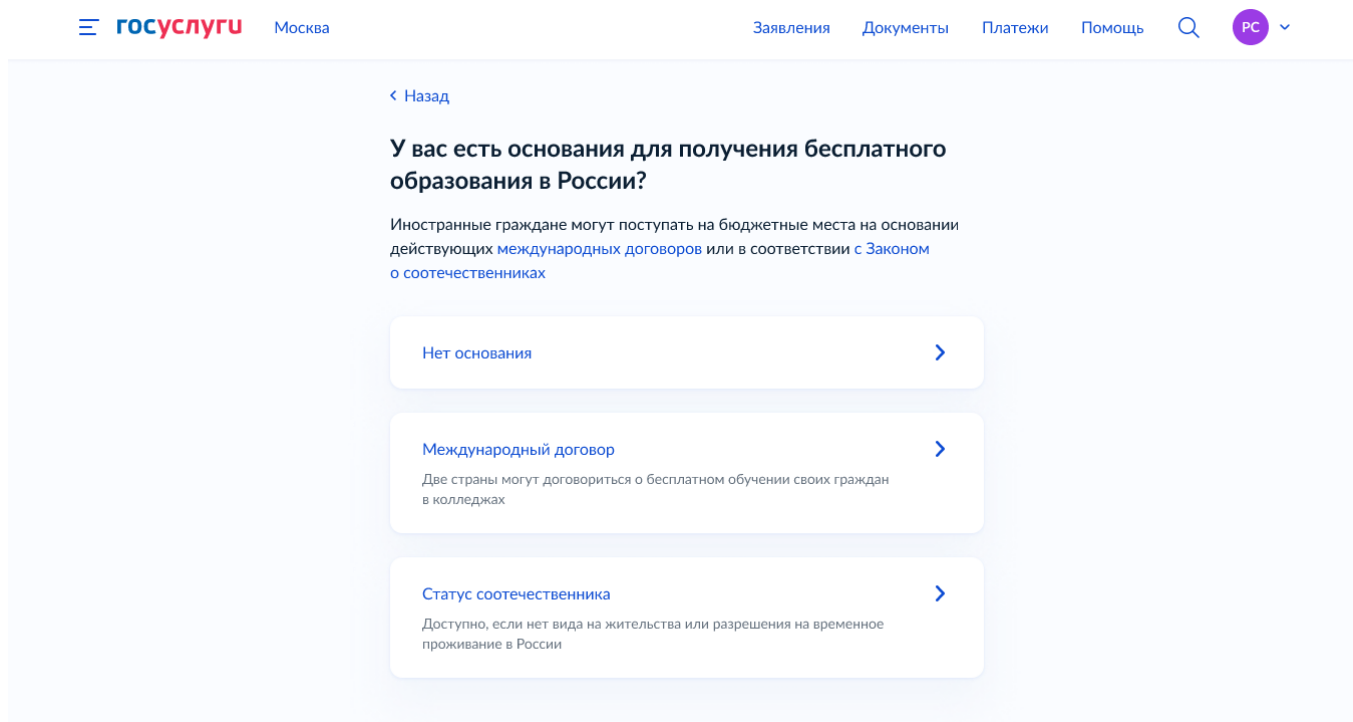 госуслуги Москва Заявления Документы Платежи Помощь РС
Назад
У вас есть основания для получения бесплатного
образования в России?
Иностранные граждане могут поступать на бюджетные места на основании
действующих международных договоров или в соответствии с Законом
о соотечественниках
Нет основания
Международный договор
Две страны могут договориться о бесплатном обучении своих граждан
в колледжах
Статус соотечественника
Доступно, если нет вида на жительства или разрешения на временное
проживание в России